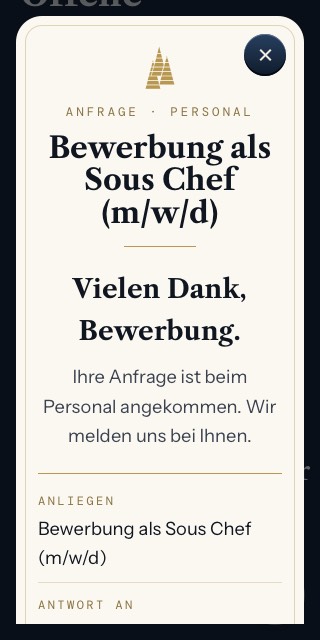 Offene
ANFRAGE · PERSONAL
Bewerbung als
Sous Chef
(m/w/d)
Vielen Dank,
Bewerbung.
Ihre Anfrage ist beim
Personal angekommen. Wir
melden uns bei Ihnen.
ANLIEGEN
Bewerbung als Sous Chef
(m/w/d)
ANTWORT AN